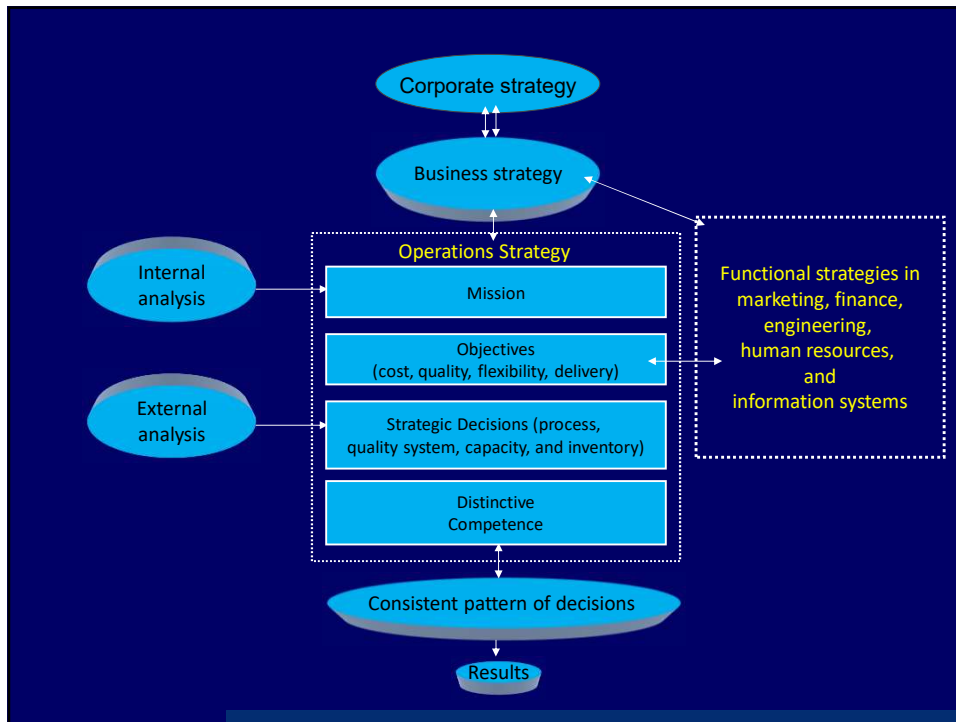 Corporate strategy
Business strategy
Operations Strategy
Internal
analysis
Mission
Objectives
(cost, quality, flexibility, delivery)
External
analysis
Strategic Decisions (process,
quality system, capacity, and inventory)
Distinctive
Competence
Functional strategies in
marketing, finance,
engineering,
human resources,
and
information systems
Consistent pattern of decisions
Results